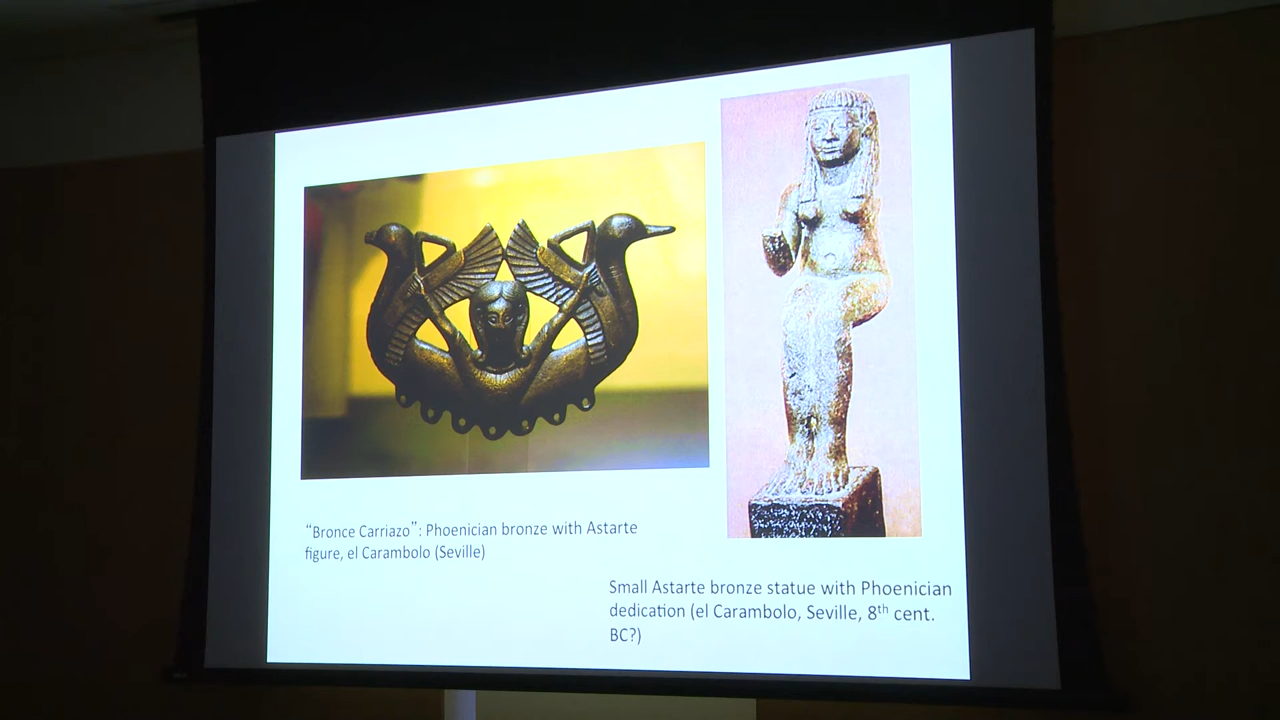 “Bronce Carriazo”: Phoenician bronze with Astarte
figure, el Carambolo (Seville)
Small Astarte bronze statue with Phoenician
dedication (el Carambolo, Seville, 8th cent.
BC?)